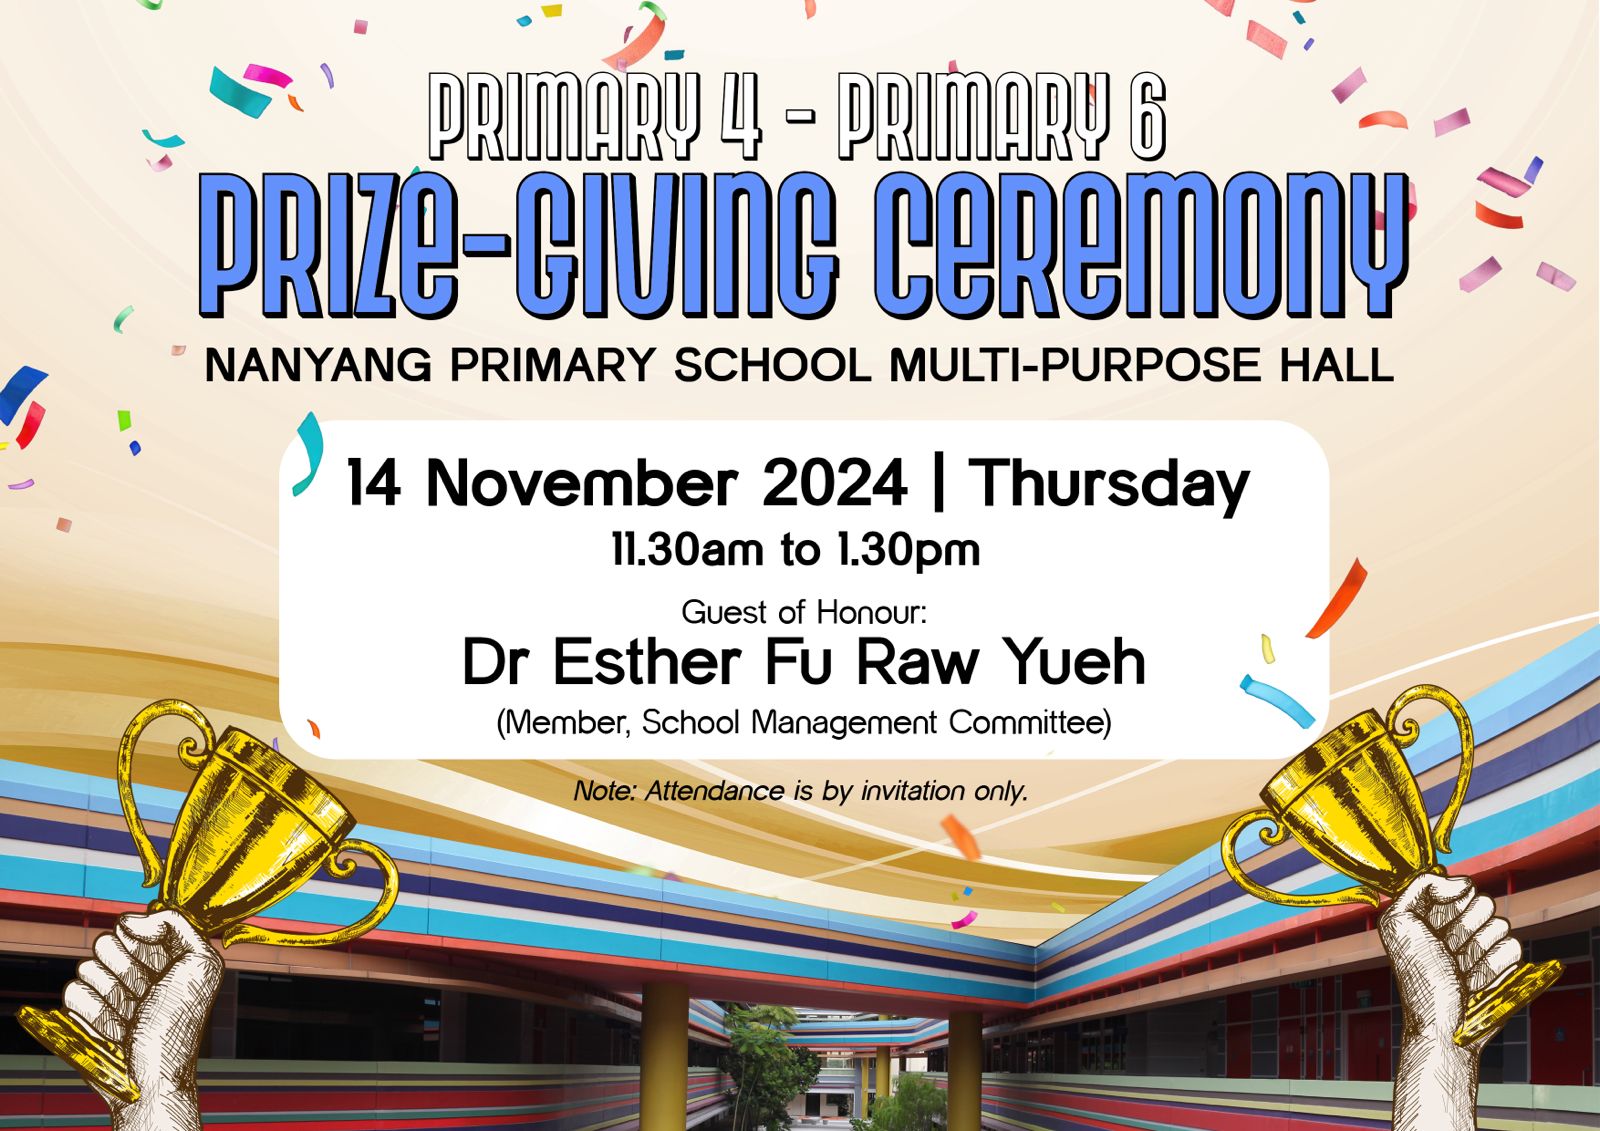 PRIMARY 4 - PRIMARY 6
PRIZE-GIVING CEREMONY
NANYANG PRIMARY SCHOOL MULTI-PURPOSE HALL
14 November 2024 | Thursday
11.30am to 1.30pm
Guest of Honour:
Dr Esther Fu Raw Yueh
(Member, School Management Committee)
Note: Attendance is by invitation only.